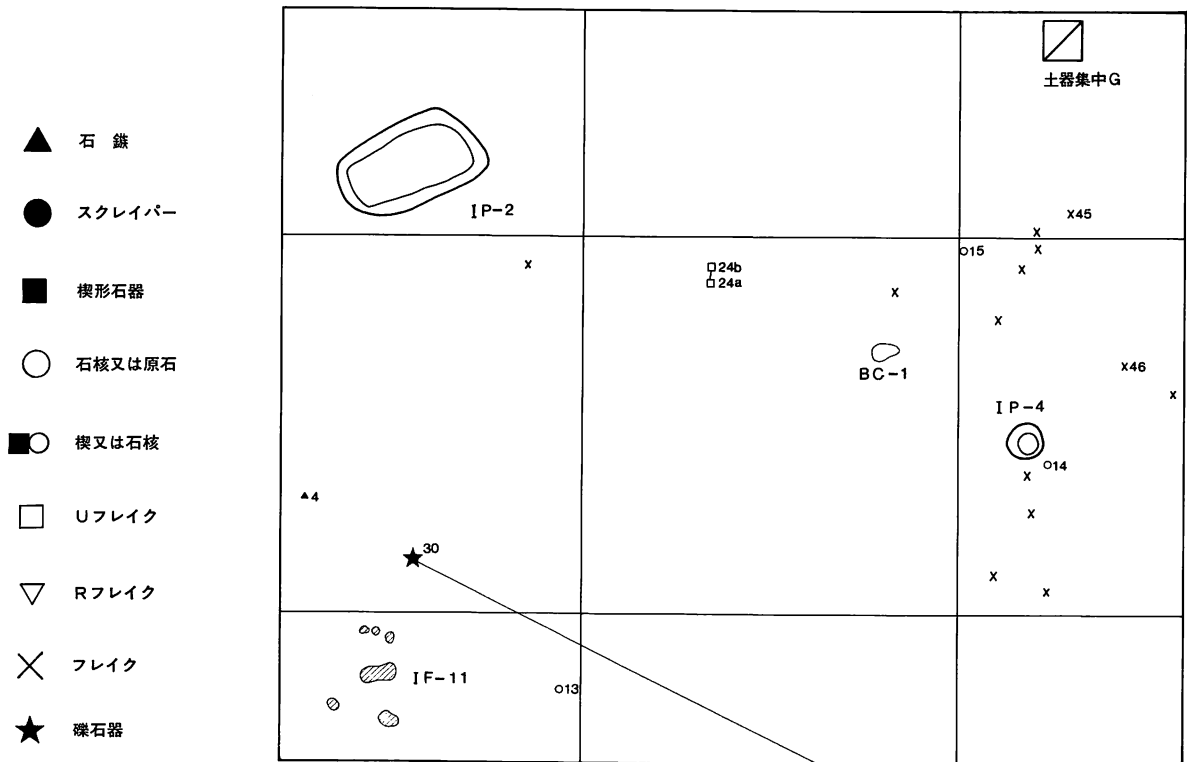 石 鏃
スクレイパー
楔形石器
石核又は原石
楔又は石核
Uフレイク
Rフレイク
フレイク
礫石器
土器集中G
IP-2
x45
15
24b
24a
BC-1
x46
IP-4
14
4
30
IF-11
13